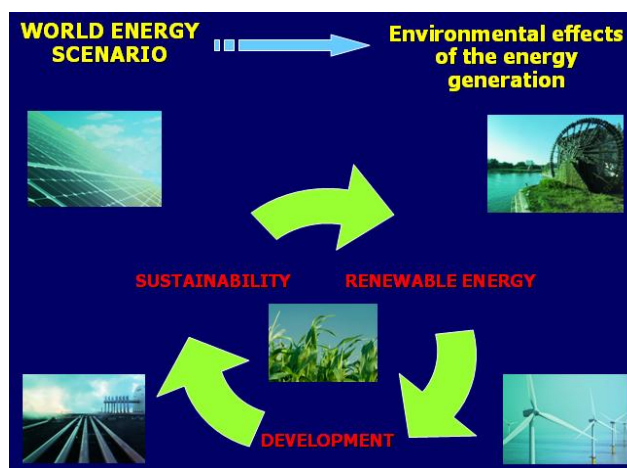 WORLD ENERGY
SCENARIO
Environmental effects
of the energy
generation
SUSTAINABILITY
RENEWABLE ENERGY
DEVELOPMENT